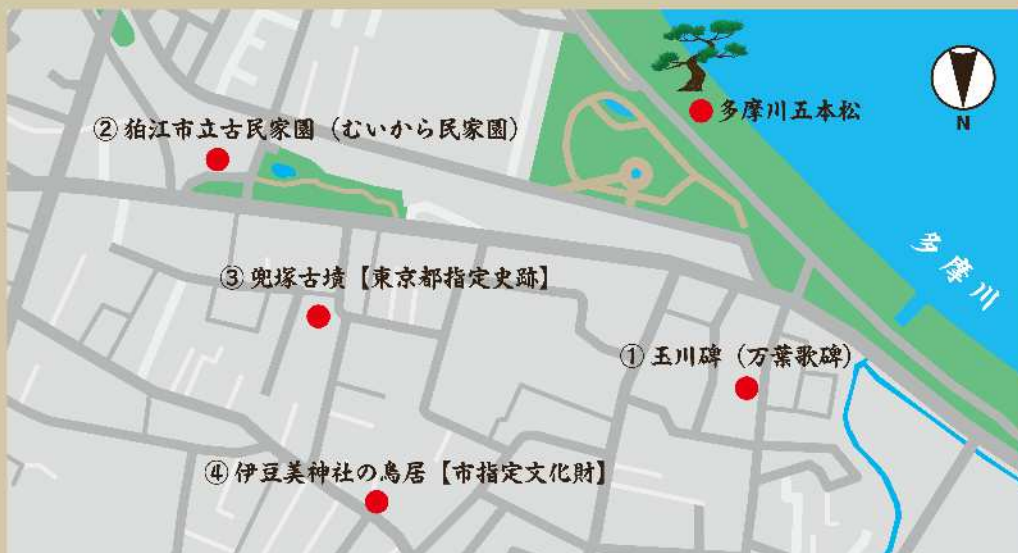 多摩川五本松
N
② 狛江市立古民家園（むいから民家園）
多摩川
③ 兜塚古墳【東京都指定史跡】
① 玉川碑（万葉歌碑）
④ 伊豆美神社の鳥居【市指定文化財】